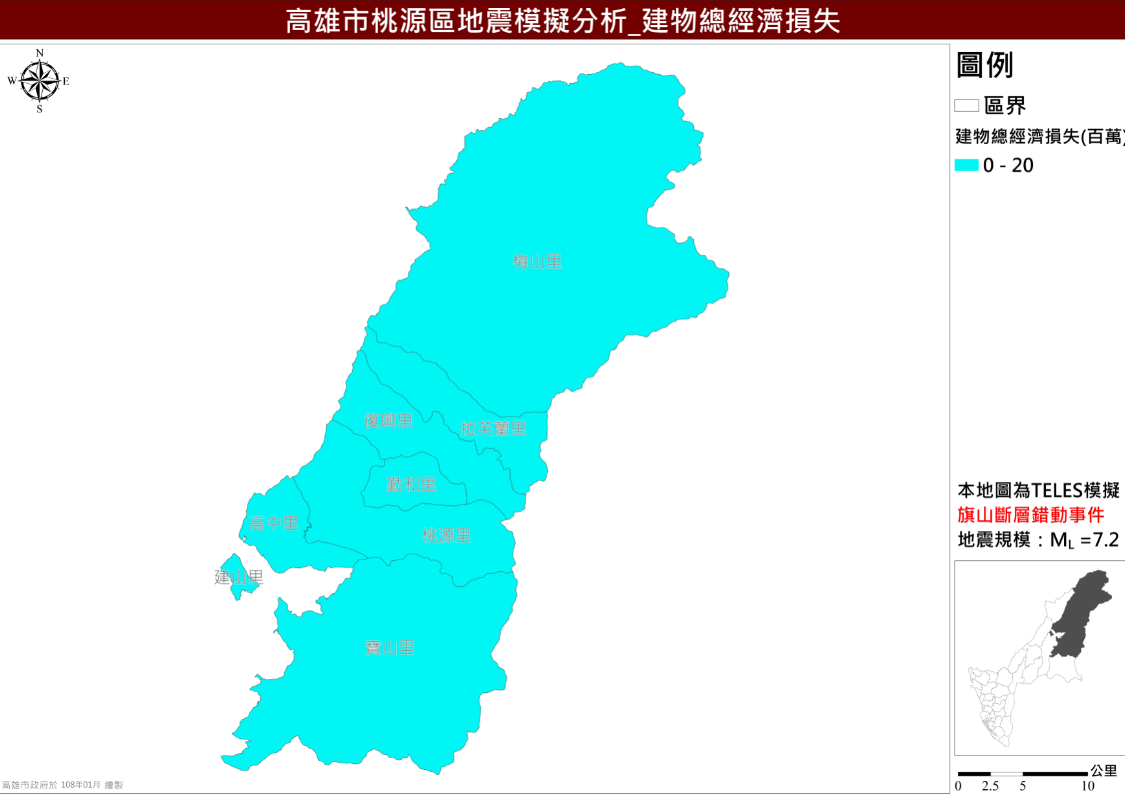 高雄市桃源區地震模擬分析_建物總經濟損失
N
W
E
S
圖例
區界
建物總經濟損失(百萬)
0 - 20
梅山里
復興里
拉芙蘭里
勤和里
高中里
桃源里
建山里
寶山里
本地圖為TELES模擬
旗山斷層錯動事件
地震規模：ML =7.2
公里
0 2.5 5 10
高雄市政府於 108年01月 繪製